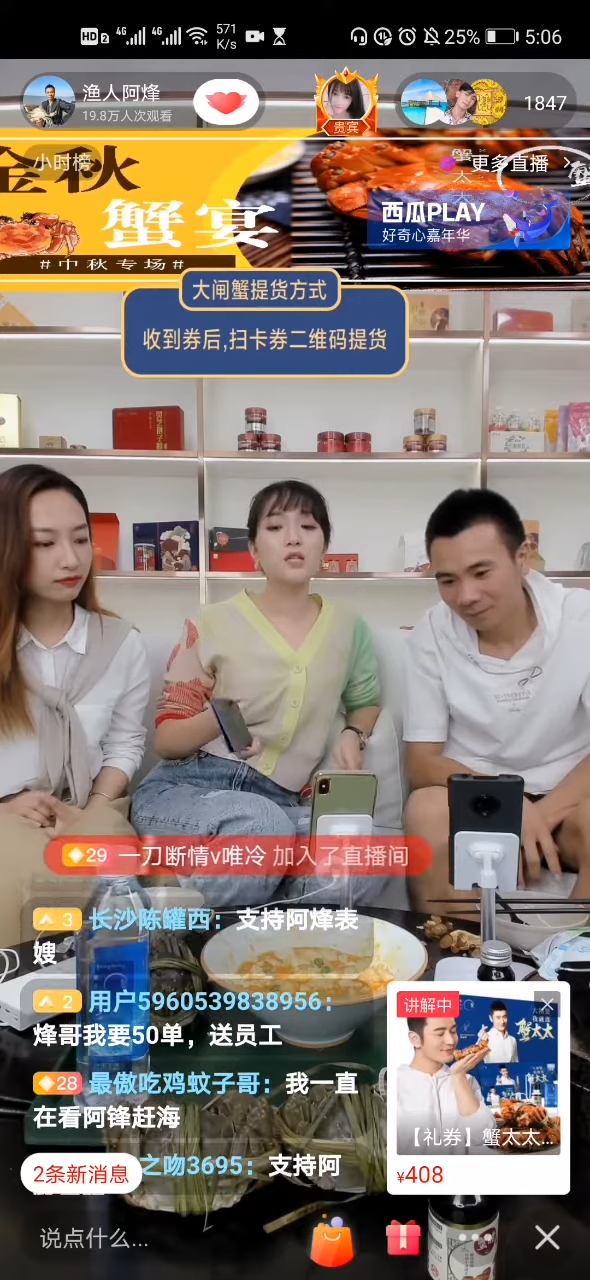 HD 2 4G 4G 571 K/s 25% 5:06
渔人阿烽
19.8万人次观看
贵宾
1847
小时榜
更多直播
金秋
蟹宴
#中秋专场#
蟹太
西瓜PLAY
好奇心嘉年华
大闸蟹提货方式
收到券后,扫卡券二维码提货
29 一刀断情v唯冷 加入了直播间
3 长沙陈罐西：支持阿烽表
嫂
2 用户5960539838956：
烽哥我要50单，送员工
28 最傲吃鸡蚊子哥：我一直
在看阿锋赶海
2条新消息
之吻3695：支持阿
讲解中
蟹太太
【礼券】蟹太太...
¥408
说点什么...